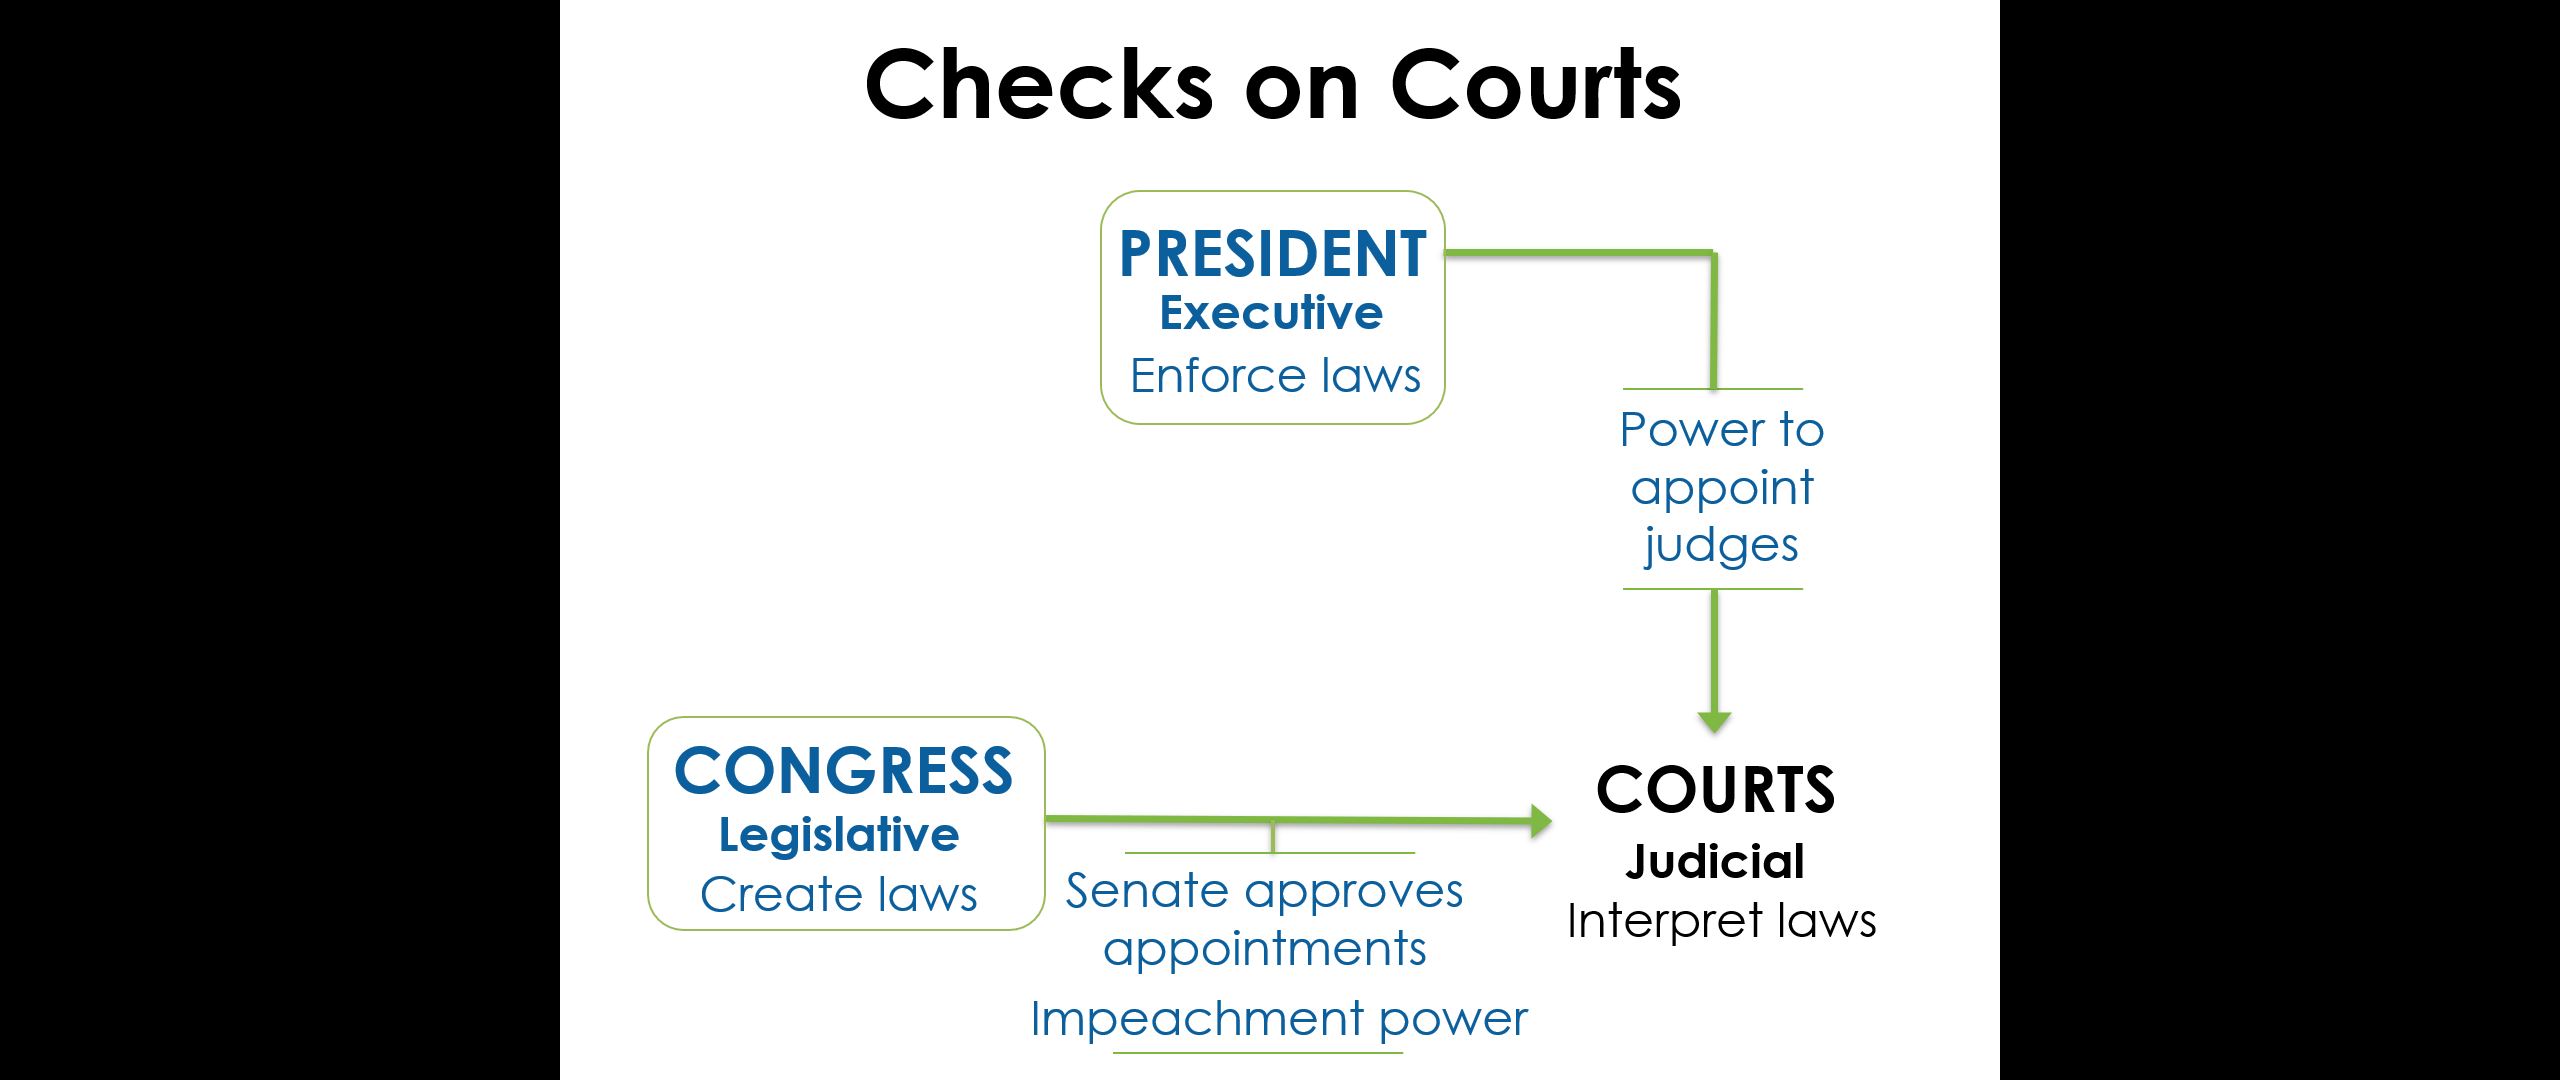 Checks on Courts
PRESIDENT
Executive
Enforce laws
Power to
appoint
judges
CONGRESS
Legislative
Create laws
Senate approves
appointments
Impeachment power
COURTS
Judicial
Interpret laws